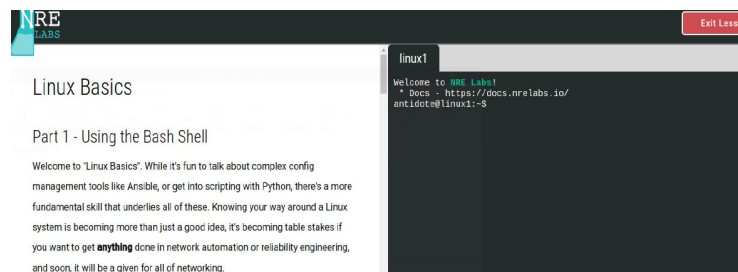 NRE
LABS
Exit Less
linux1
Linux Basics
Part 1 - Using the Bash Shell
Welcome to "Linux Basics". While it's fun to talk about complex config
management tools like Ansible, or get into scripting with Python, there's a more
fundamental skill that underlies all of these. Knowing your way around a Linux
system is becoming more than just a good idea, it's becoming table stakes if
you want to get anything done in network automation or reliability engineering,
and soon, it will be a given for all of networking.
Welcome to NRE Labs!
* Docs - https://docs.nrelabs.io/
antidote@linux1:~$